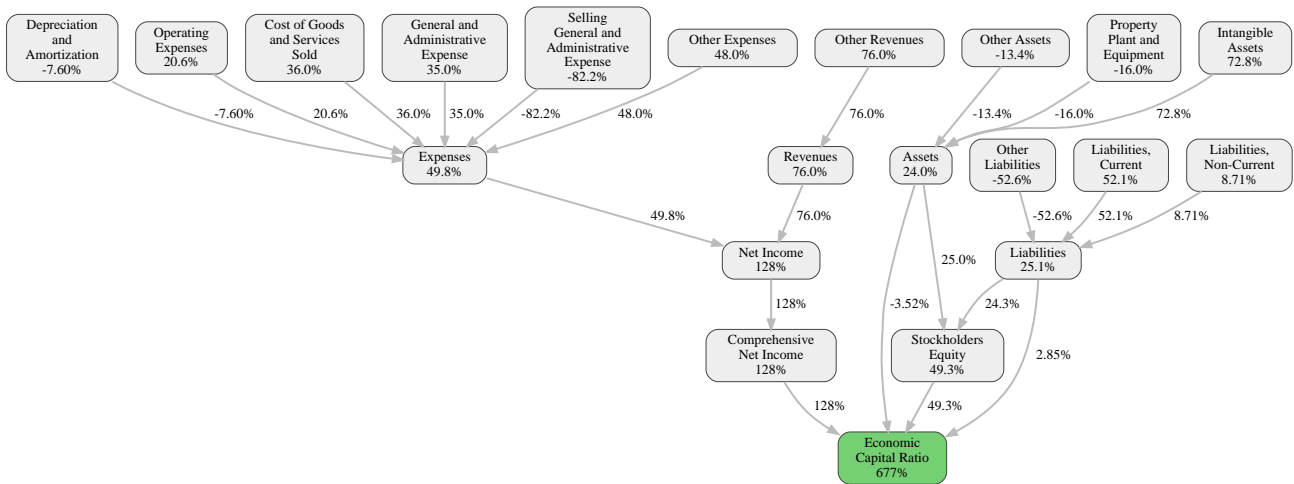 Depreciation
and
Amortization
-7.60%
Operating
Expenses
20.6%
Cost of Goods
and Services
Sold
36.0%
General and
Administrative
Expense
35.0%
Selling
General and
Administrative
Expense
-82.2%
Other Expenses
48.0%
Other Revenues
76.0%
Other Assets
-13.4%
Property
Plant and
Equipment
-16.0%
Intangible
Assets
72.8%
-7.60%
20.6%
36.0%
35.0%
-82.2%
48.0%
76.0%
-13.4%
-16.0%
72.8%
Expenses
49.8%
Revenues
76.0%
Assets
24.0%
Other
Liabilities
-52.6%
Liabilities,
Current
52.1%
Liabilities,
Non-Current
8.71%
49.8%
76.0%
-52.6%
52.1%
8.71%
Net Income
128%
25.0%
Liabilities
25.1%
128%
-3.52%
24.3%
Comprehensive
Net Income
128%
Stockholders
Equity
49.3%
2.85%
128%
49.3%
Economic
Capital Ratio
677%